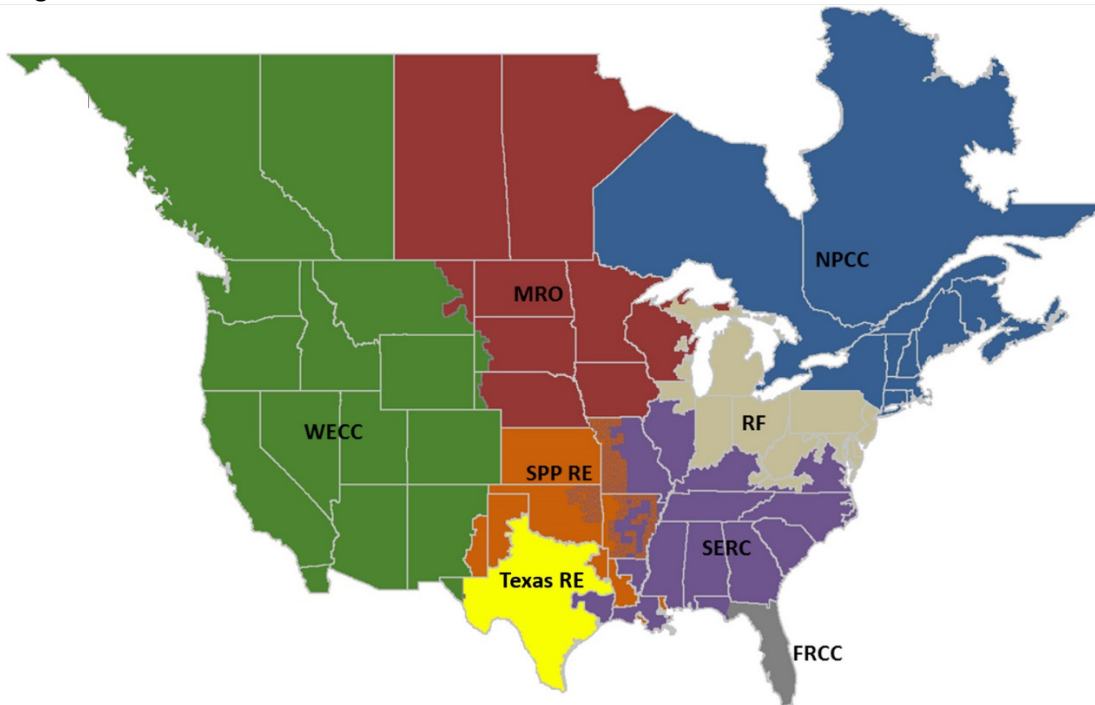 NPCC
MRO
RF
WECC
SPP RE
SERC
Texas RE
FRCC